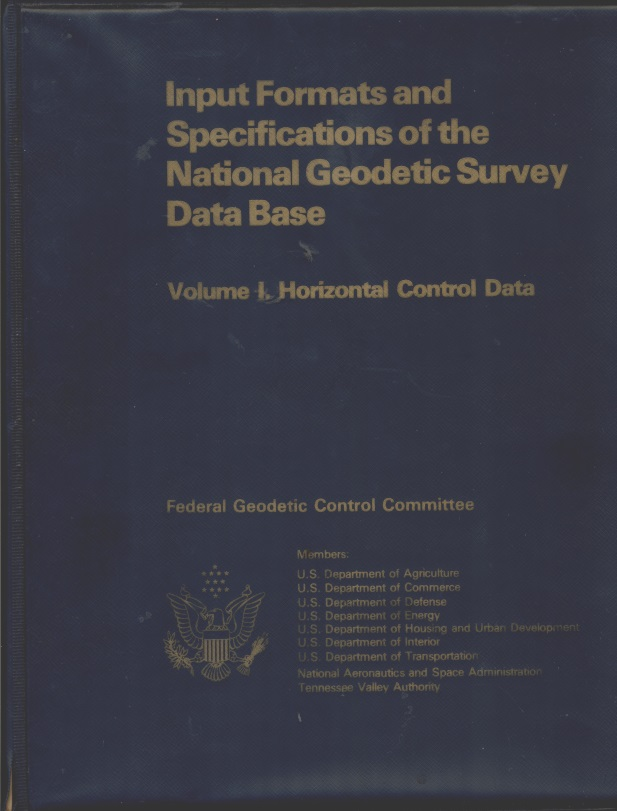 Input Formats and
Specifications of the
National Geodetic Survey
Data Base
Volume I. Horizontal Control Data
Federal Geodetic Control Committee
Members:
U.S. Department of Agriculture
U.S. Department of Commerce
U.S. Department of Defense
U.S. Department of Energy
U.S. Department of Housing and Urban Development
U.S. Department of Interior
U.S. Department of Transportation
National Aeronautics and Space Administration
Tennessee Valley Authority